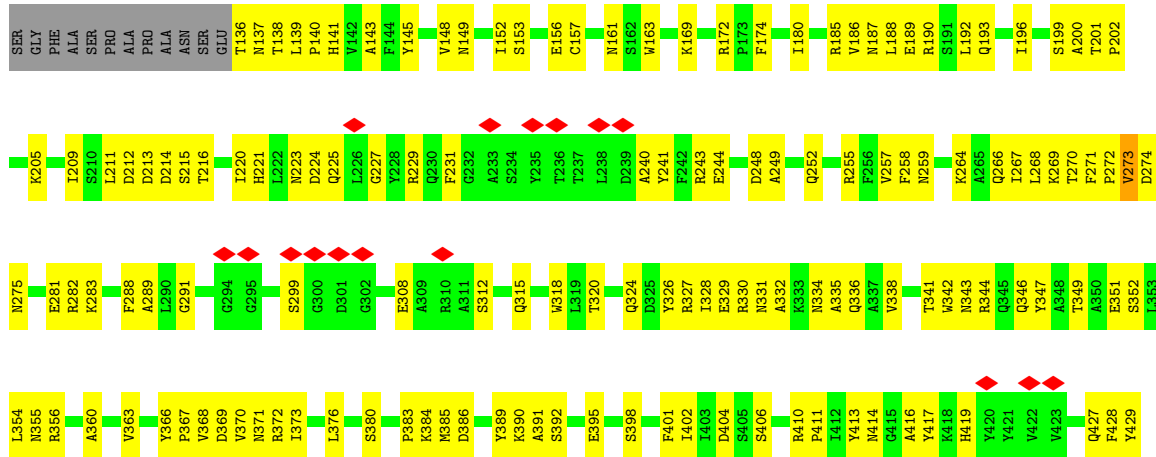 SER GLY PHE ALA SER PRO ALA PRO ALA ASN SER GLU T136 N137 T138 L139 P140 H141 V142 A143 F144 Y145 V148 N149 I152 S153 E156 C157 N161 S162 W163 K169 R172 P173 F174 I180 R185 V186 N187 L188 E189 R190 S191 L192 Q193 I196 S199 A200 T201 P202
K205 I209 S210 L211 D212 D213 D214 S215 T216 I220 H221 L222 N223 D224 Q225 L226 G227 Y228 R229 Q230 F231 G232 A233 S234 Y235 T236 T237 L238 D239 A240 Y241 F242 R243 E244 D248 A249 Q252 R255 F256 V257 F258 N259 K264 A265 Q266 I267 L268 K269 T270 F271 P272 V273 D274
N275 E281 R282 K283 F288 A289 L290 G291 G294 G295 S299 G300 D301 G302 E308 A309 R310 A311 S312 Q315 W318 L319 T320 Q324 D325 Y326 R327 I328 E329 R330 N331 A332 K333 N334 A335 Q336 A337 V338 T341 W342 N343 R344 Q345 Q346 Y347 A348 T349 A350 E351 S352 L353
L354 N355 R356 A360 V363 Y366 P367 V368 D369 V370 N371 R372 I373 L376 S380 P383 K384 M385 D386 Y389 K390 A391 S392 E395 S398 F401 I402 I403 D404 S405 S406 R410 P411 I412 Y413 N414 G415 A416 Y417 K418 H419 Y420 Y421 V422 V423 Q427 F428 Y429